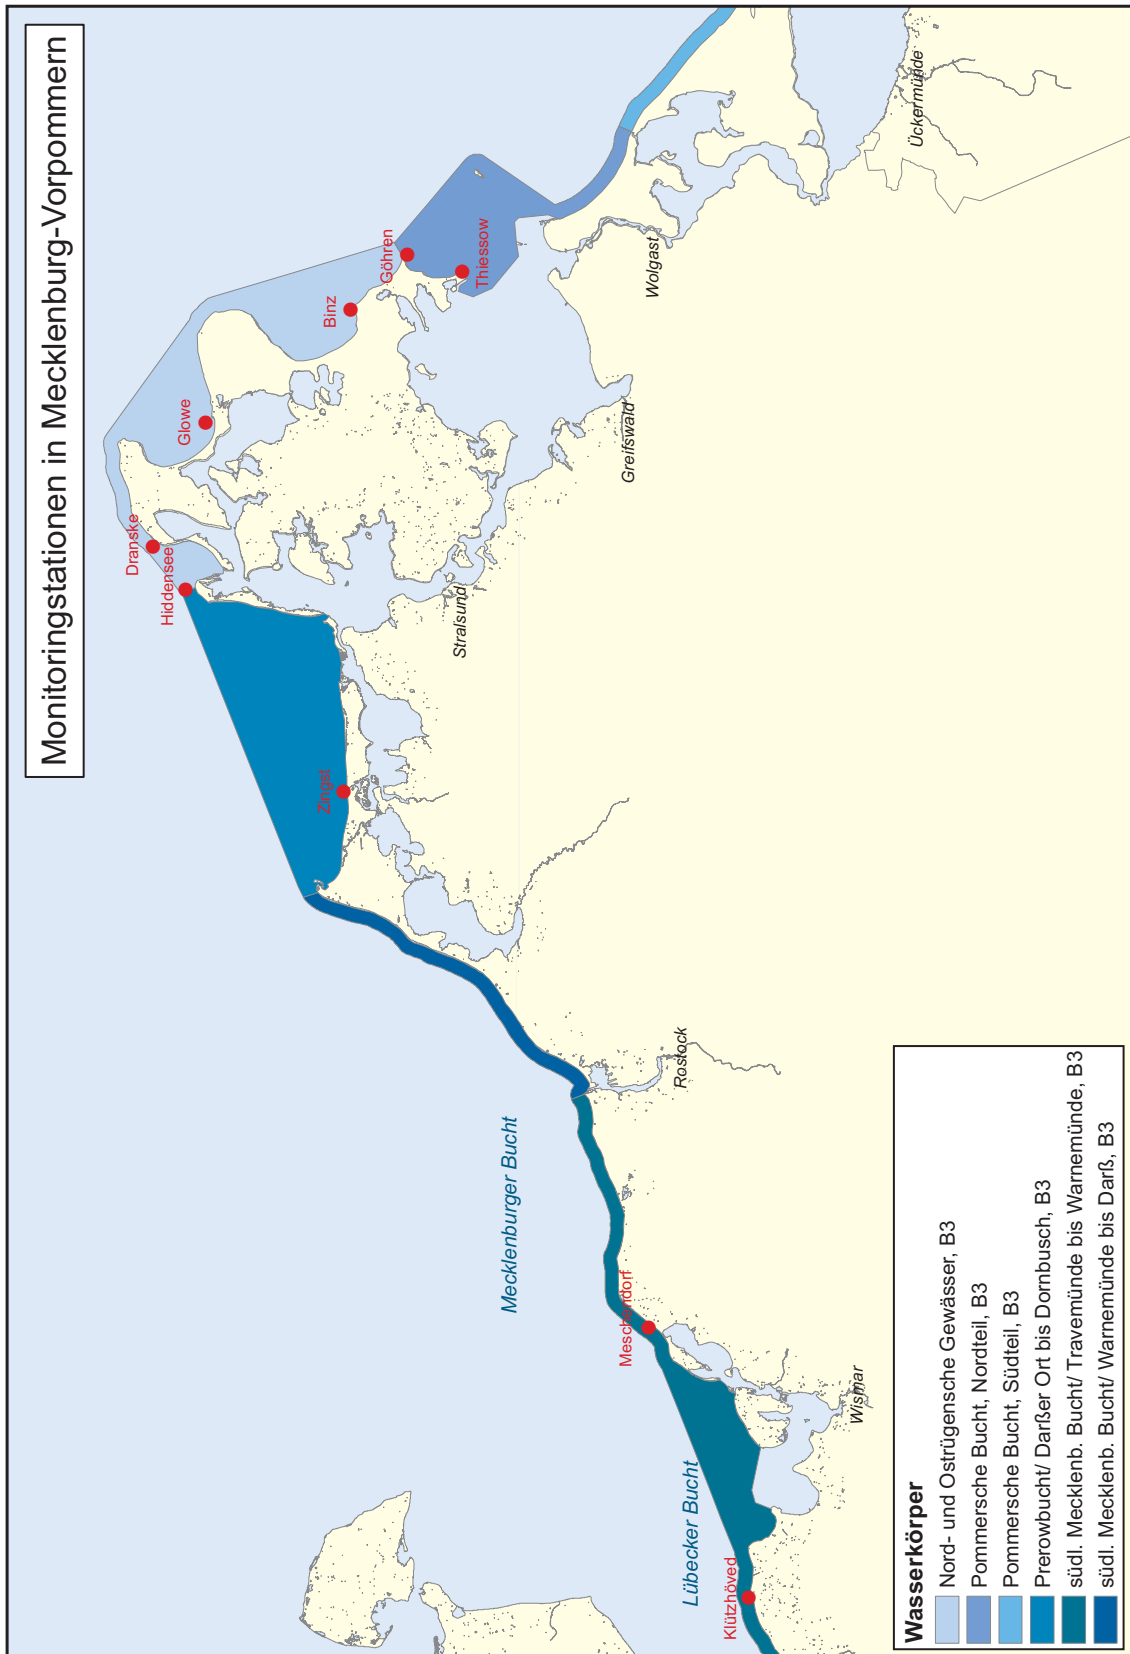 Monitoringstationen in Mecklenburg-Vorpommern
Dranske
Hiddensee
Glowe
Binz
Göhren
Thiessow
Zingst
Stralsund
Greifswald
Wolgast
Ückermünde
Mecklenburger Bucht
Rostock
Meschendorf
Lübecker Bucht
Wismar
Klützhöved
Wasserkörper
Nord- und Ostrügensche Gewässer, B3
Pommersche Bucht, Nordteil, B3
Pommersche Bucht, Südteil, B3
Prerowbucht/ Darßer Ort bis Dornbusch, B3
südl. Mecklenb. Bucht/ Travemünde bis Warnemünde, B3
südl. Mecklenb. Bucht/ Warnemünde bis Darß, B3